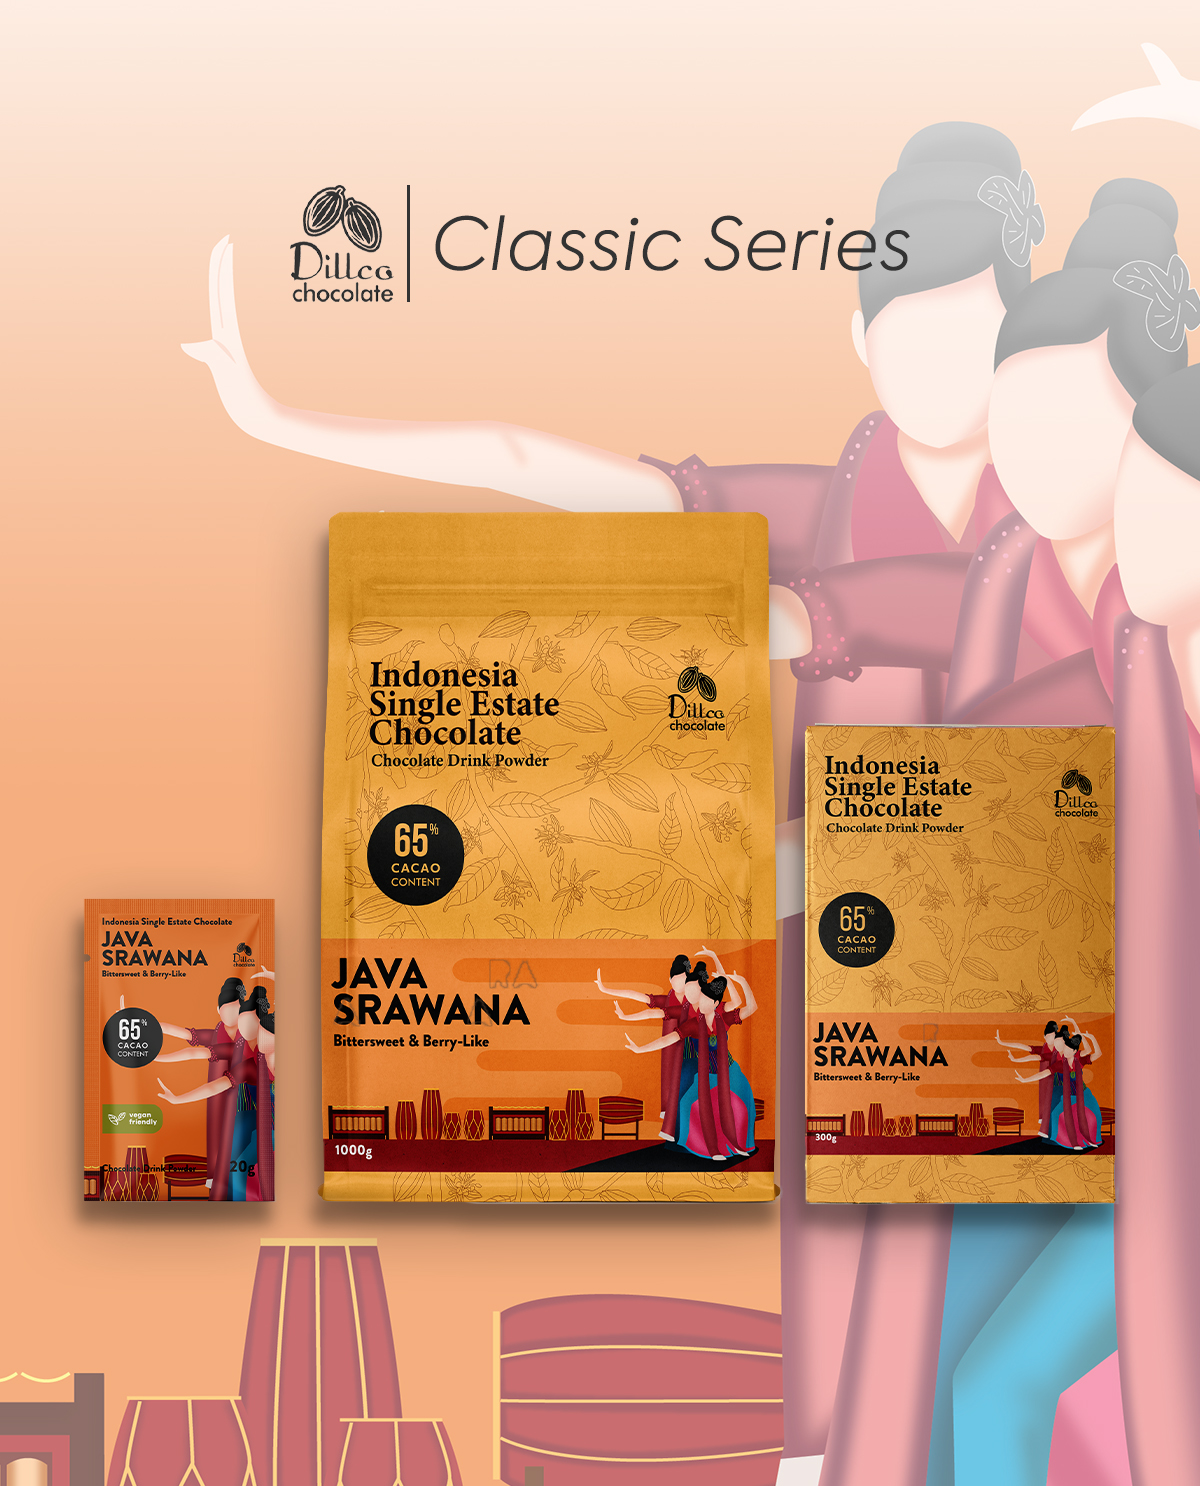 Dillco
chocolate
Classic Series
Indonesia Single Estate Chocolate
JAVA
SRAWANA
Bittersweet & Berry-Like
Dillco
chocolate
65%
CACAO
CONTENT
vegan
friendly
Chocolate Drink Powder
20g
Indonesia
Single Estate
Chocolate
Chocolate Drink Powder
Dillco
chocolate
65%
CACAO
CONTENT
RA
JAVA
SRAWANA
Bittersweet & Berry-Like
1000g
Indonesia
Single Estate
Chocolate
Chocolate Drink Powder
Dillco
chocolate
65%
CACAO
CONTENT
JAVA
SRAWANA
Bittersweet & Berry-Like
300g